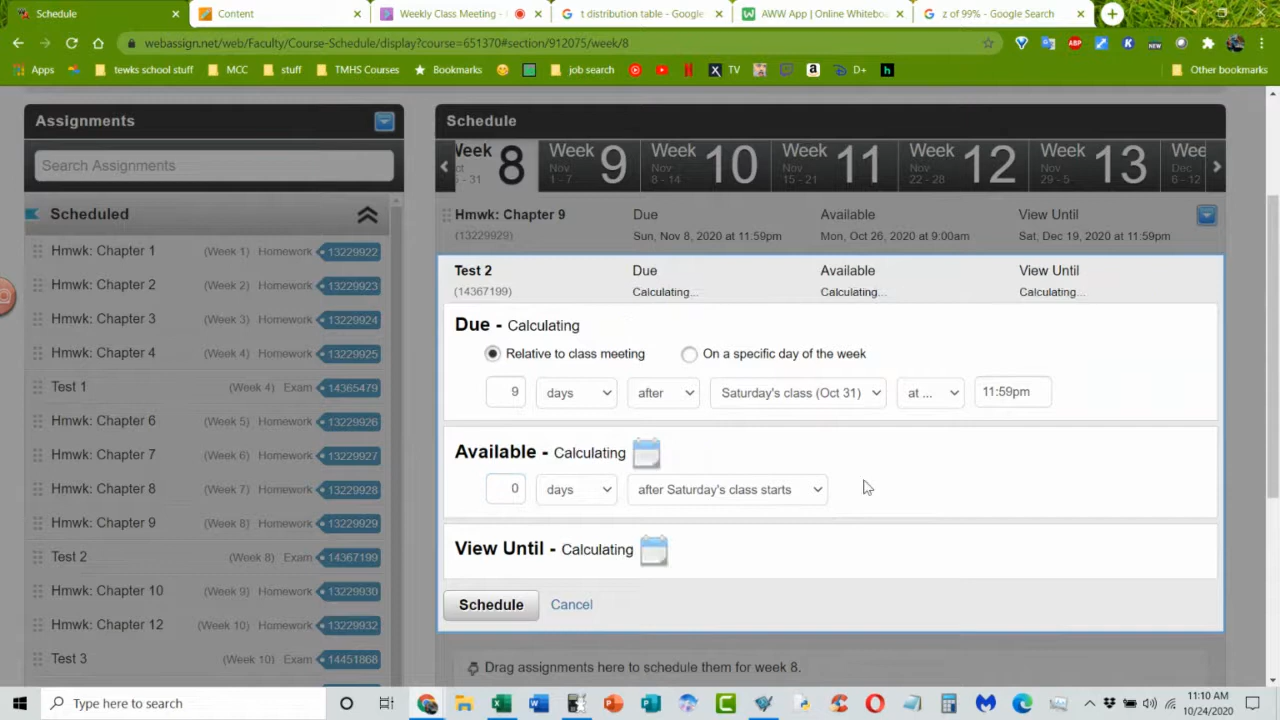 Schedule
Content
Weekly Class Meeting -
t distribution table - Google
AWW App | Online Whitebo
z of 99% - Google Search
webassign.net/web/Faculty/Course-Schedule/display?course=651370#section/912075/week/8
Apps
tewks school stuff
MCC
stuff
TMHS Courses
Bookmarks
job search
TV
D+
Other bookmarks
Assignments
Search Assignments
Scheduled
Hmwk: Chapter 1 (Week 1) Homework 13229922
Hmwk: Chapter 2 (Week 2) Homework 13229923
Hmwk: Chapter 3 (Week 3) Homework 13229924
Hmwk: Chapter 4 (Week 4) Homework 13229925
Test 1 (Week 4) Exam 14365479
Hmwk: Chapter 6 (Week 5) Homework 13229926
Hmwk: Chapter 7 (Week 6) Homework 13229927
Hmwk: Chapter 8 (Week 7) Homework 13229928
Hmwk: Chapter 9 (Week 8) Homework 13229929
Test 2 (Week 8) Exam 14367199
Hmwk: Chapter 10 (Week 9) Homework 13229930
Hmwk: Chapter 12 (Week 10) Homework 13229932
Test 3 (Week 10) Exam 14451868
Schedule
Week 8 - 31
Week 9 Nov 1 - 7
Week 10 Nov 8 - 14
Week 11 Nov 15 - 21
Week 12 Nov 22 - 28
Week 13 Nov 29 - 5
Wee Dec 6 - 12
Hmwk: Chapter 9 Due Available View Until
(13229929) Sun, Nov 8, 2020 at 11:59pm Mon, Oct 26, 2020 at 9:00am Sat, Dec 19, 2020 at 11:59pm
Test 2 Due Available View Until
(14367199) Calculating... Calculating... Calculating...
Due - Calculating
Relative to class meeting On a specific day of the week
9 days after Saturday's class (Oct 31) at ... 11:59pm
Available - Calculating
0 days after Saturday's class starts
View Until - Calculating
Schedule Cancel
Drag assignments here to schedule them for week 8.
Type here to search
11:10 AM
10/24/2020